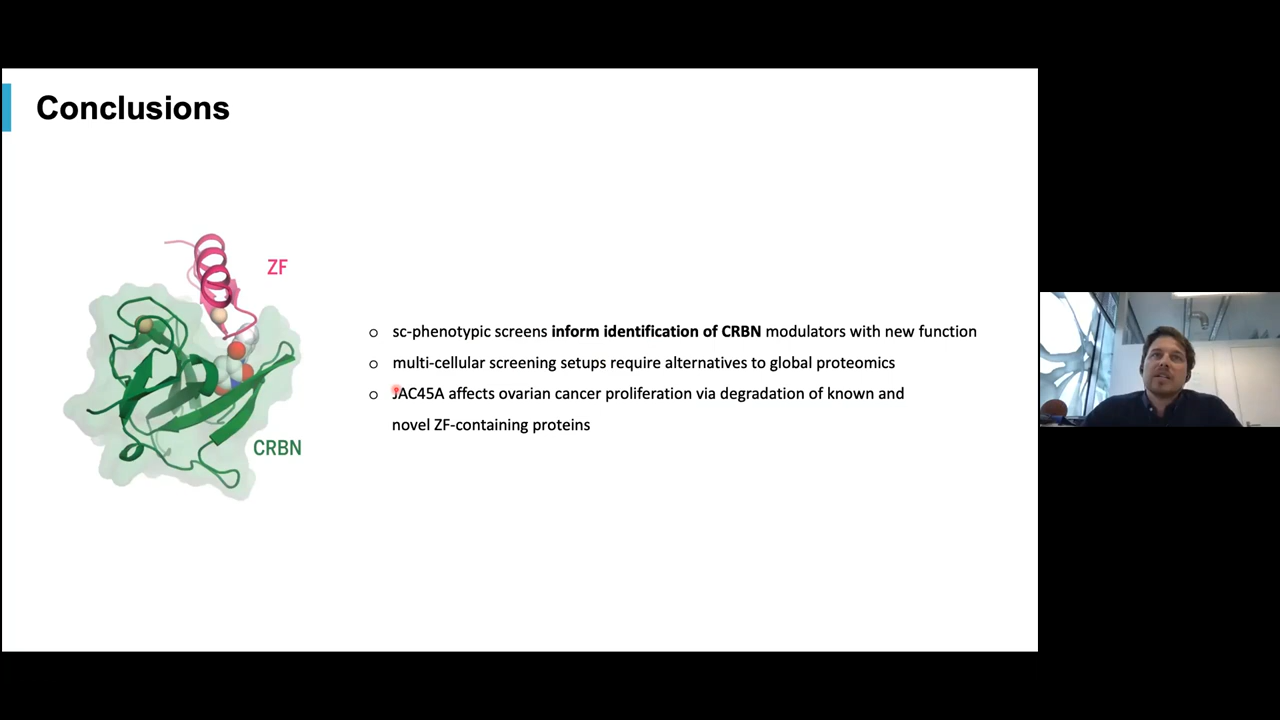 Conclusions
ZF
CRBN
o sc-phenotypic screens inform identification of CRBN modulators with new function
o multi-cellular screening setups require alternatives to global proteomics
o JAC45A affects ovarian cancer proliferation via degradation of known and
novel ZF-containing proteins